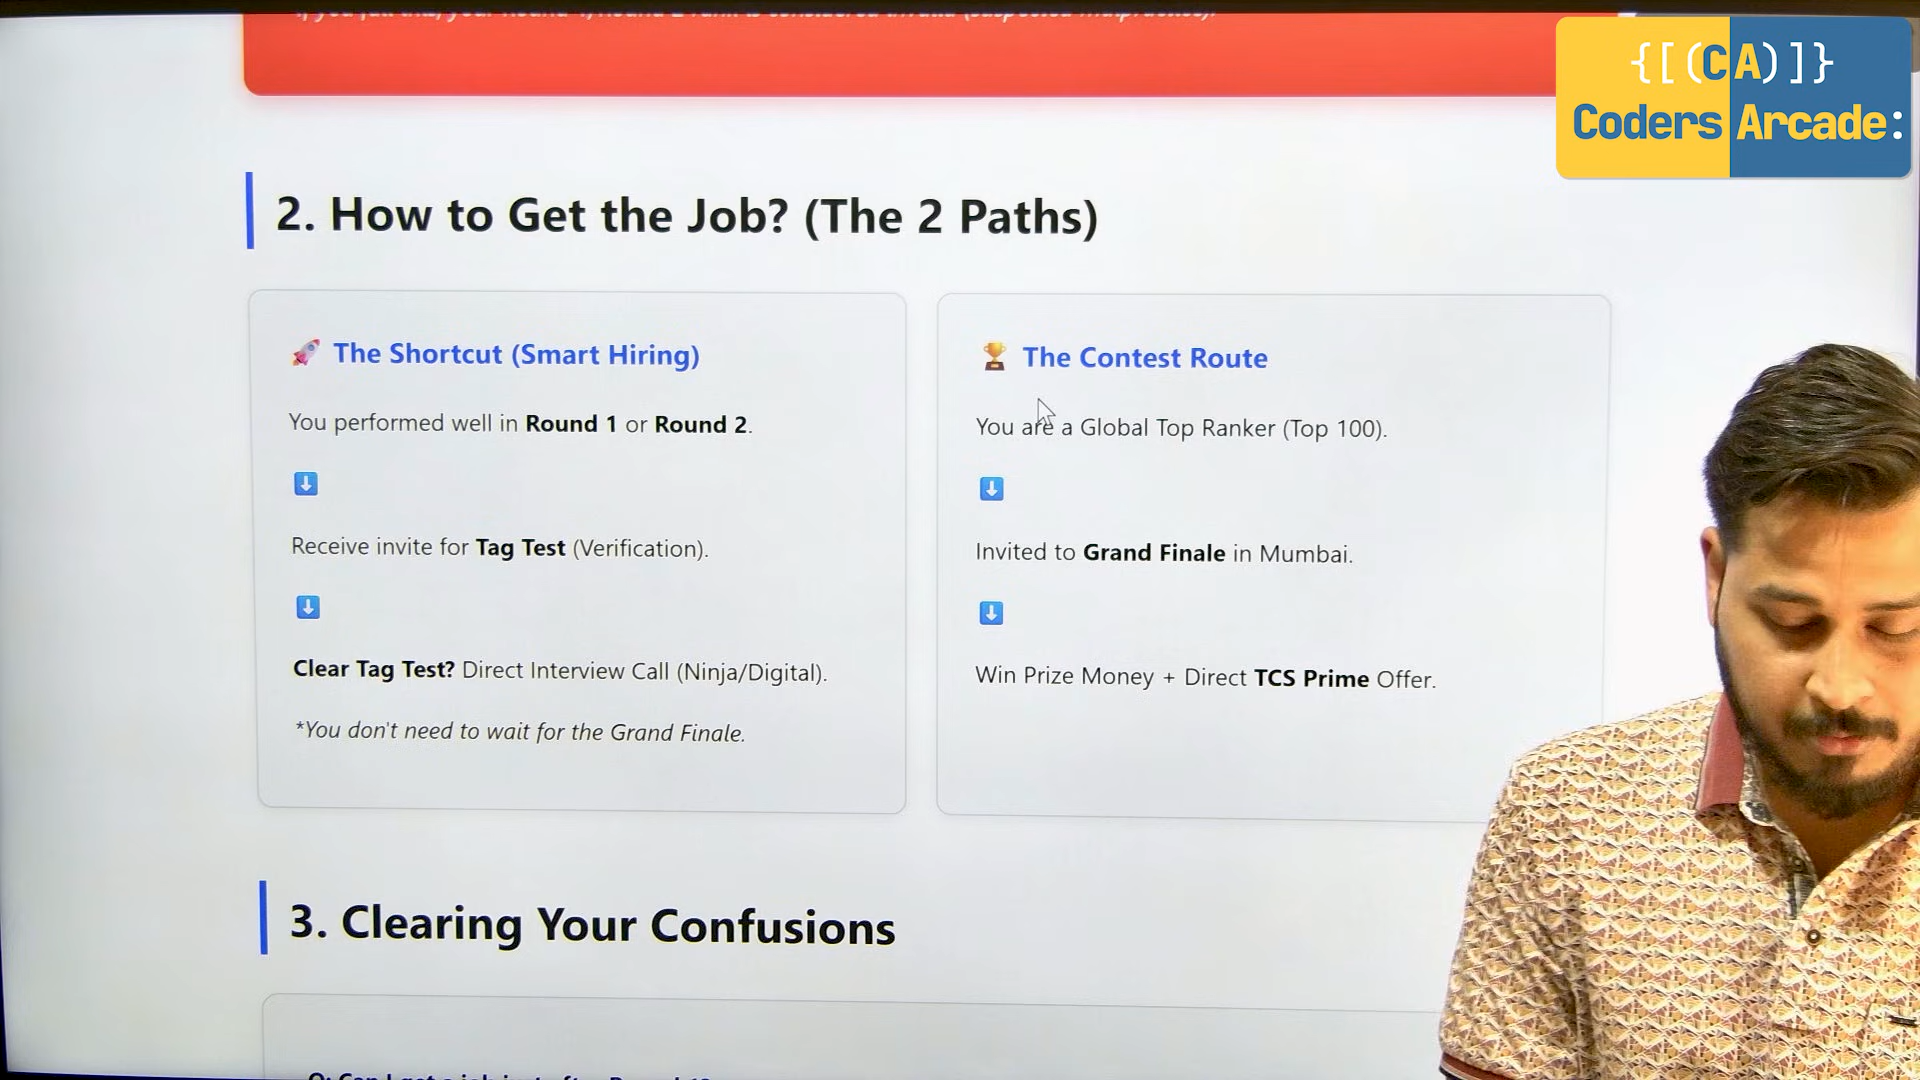 {[(CA)]}
Coders Arcade:
2. How to Get the Job? (The 2 Paths)
The Shortcut (Smart Hiring)
You performed well in Round 1 or Round 2.
Receive invite for Tag Test (Verification).
Clear Tag Test? Direct Interview Call (Ninja/Digital).
*You don't need to wait for the Grand Finale.
The Contest Route
You are a Global Top Ranker (Top 100).
Invited to Grand Finale in Mumbai.
Win Prize Money + Direct TCS Prime Offer.
3. Clearing Your Confusions